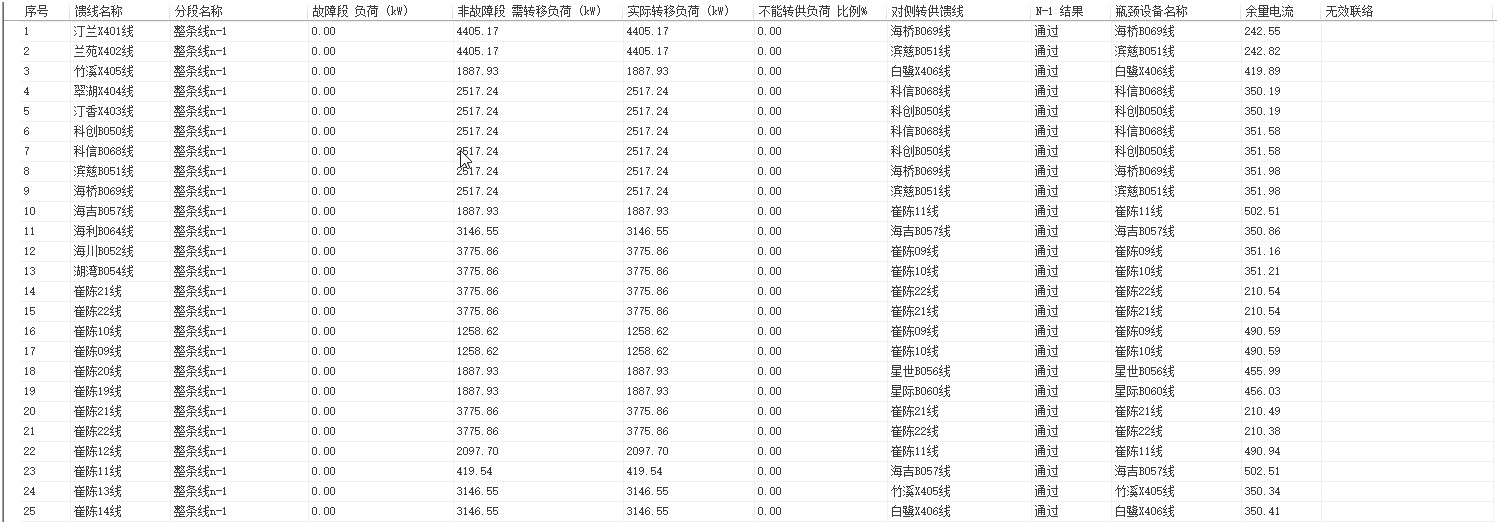 序号 馈线名称 分段名称 故障段 负荷 (kW) 非故障段 需转移负荷 (kW) 实际转移负荷 (kW) 不能转供负荷 比例% 对侧转供馈线 N-1 结果 瓶颈设备名称 余量电流 无效联络
1 汀兰X401线 整条线n-1 0.00 4405.17 4405.17 0.00 海桥B069线 通过 海桥B069线 242.55
2 兰苑X402线 整条线n-1 0.00 4405.17 4405.17 0.00 滨慈B051线 通过 滨慈B051线 242.82
3 竹溪X405线 整条线n-1 0.00 1887.93 1887.93 0.00 白鹭X406线 通过 白鹭X406线 419.89
4 翠湖X404线 整条线n-1 0.00 2517.24 2517.24 0.00 科信B068线 通过 科信B068线 350.19
5 汀香X403线 整条线n-1 0.00 2517.24 2517.24 0.00 科创B050线 通过 科创B050线 350.19
6 科创B050线 整条线n-1 0.00 2517.24 2517.24 0.00 科信B068线 通过 科信B068线 351.58
7 科信B068线 整条线n-1 0.00 2517.24 2517.24 0.00 科创B050线 通过 科创B050线 351.58
8 滨慈B051线 整条线n-1 0.00 2517.24 2517.24 0.00 海桥B069线 通过 海桥B069线 351.98
9 海桥B069线 整条线n-1 0.00 2517.24 2517.24 0.00 滨慈B051线 通过 滨慈B051线 351.98
10 海吉B057线 整条线n-1 0.00 1887.93 1887.93 0.00 崔陈11线 通过 崔陈11线 502.51
11 海利B064线 整条线n-1 0.00 3146.55 3146.55 0.00 海吉B057线 通过 海吉B057线 350.86
12 海川B052线 整条线n-1 0.00 3775.86 3775.86 0.00 崔陈09线 通过 崔陈09线 351.16
13 湖湾B054线 整条线n-1 0.00 3775.86 3775.86 0.00 崔陈10线 通过 崔陈10线 351.21
14 崔陈21线 整条线n-1 0.00 3775.86 3775.86 0.00 崔陈22线 通过 崔陈22线 210.54
15 崔陈22线 整条线n-1 0.00 3775.86 3775.86 0.00 崔陈21线 通过 崔陈21线 210.54
16 崔陈10线 整条线n-1 0.00 1258.62 1258.62 0.00 崔陈09线 通过 崔陈09线 490.59
17 崔陈09线 整条线n-1 0.00 1258.62 1258.62 0.00 崔陈10线 通过 崔陈10线 490.59
18 崔陈20线 整条线n-1 0.00 1887.93 1887.93 0.00 星世B056线 通过 星世B056线 455.99
19 崔陈19线 整条线n-1 0.00 1887.93 1887.93 0.00 星际B060线 通过 星际B060线 456.03
20 崔陈21线 整条线n-1 0.00 3775.86 3775.86 0.00 崔陈21线 通过 崔陈21线 210.49
21 崔陈22线 整条线n-1 0.00 3775.86 3775.86 0.00 崔陈22线 通过 崔陈22线 210.38
22 崔陈12线 整条线n-1 0.00 2097.70 2097.70 0.00 崔陈11线 通过 崔陈11线 490.94
23 崔陈11线 整条线n-1 0.00 419.54 419.54 0.00 海吉B057线 通过 海吉B057线 502.51
24 崔陈13线 整条线n-1 0.00 3146.55 3146.55 0.00 竹溪X405线 通过 竹溪X405线 350.34
25 崔陈14线 整条线n-1 0.00 3146.55 3146.55 0.00 白鹭X406线 通过 白鹭X406线 350.41